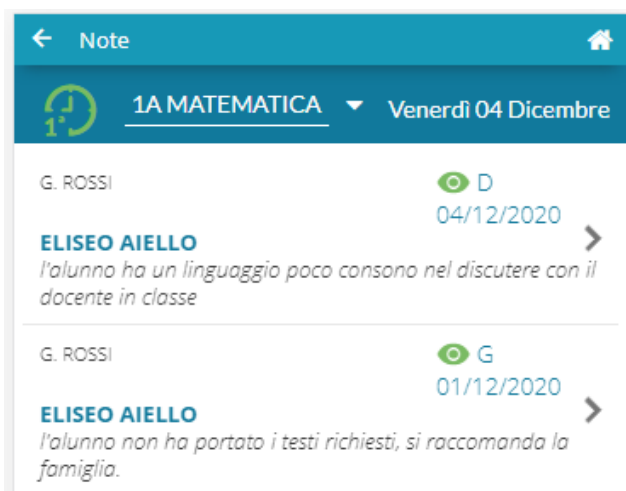 Note
1ª
1A MATEMATICA
Venerdì 04 Dicembre
G. ROSSI
D
04/12/2020
ELISEO AIELLO
l'alunno ha un linguaggio poco consono nel discutere con il
docente in classe
G. ROSSI
G
01/12/2020
ELISEO AIELLO
l'alunno non ha portato i testi richiesti, si raccomanda la
famiglia.